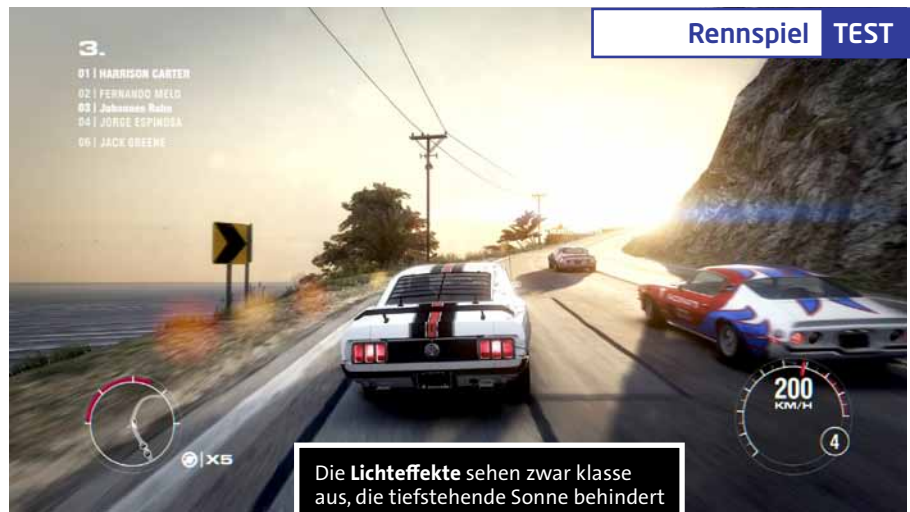 Rennspiel TEST
3.
01 | HARRISON CARTER
02 | FERNANDO MELO
03 | Johannes Rahn
04 | JORGE ESPINOSA
06 | JACK GREENE
200
KM/H
4
X5
Die Lichteffekte sehen zwar klasse
aus, die tiefstehende Sonne behindert